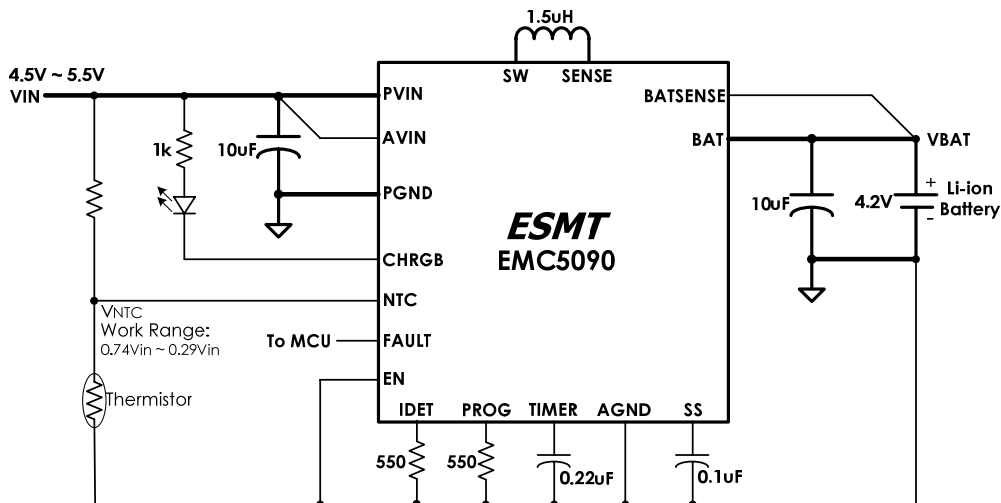 1.5uH
SW
SENSE
4.5V ~ 5.5V
VIN
PVIN
BATSENSE
AVIN
BAT
VBAT
1k
10uF
PGND
10uF
4.2V
+
Li-ion
Battery
-
ESMT
EMC5090
CHRGB
NTC
VNTC
Work Range:
0.74Vin ~ 0.29Vin
To MCU
FAULT
EN
Thermistor
IDET
PROG
TIMER
AGND
SS
550
550
0.22uF
0.1uF